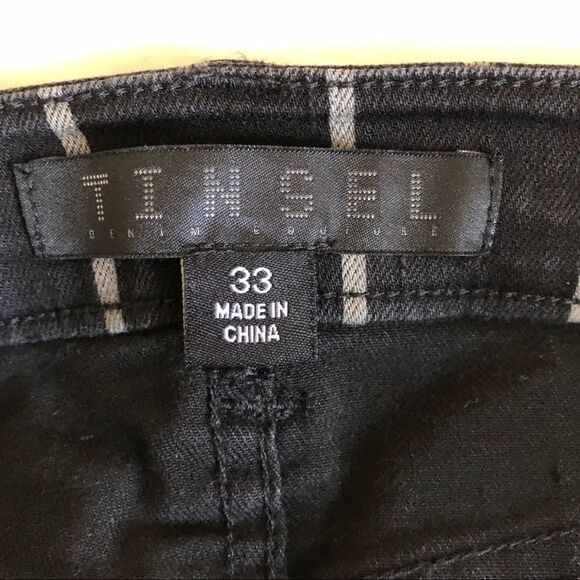 TINSEL
DENIM COUTURE
33
MADE IN
CHINA